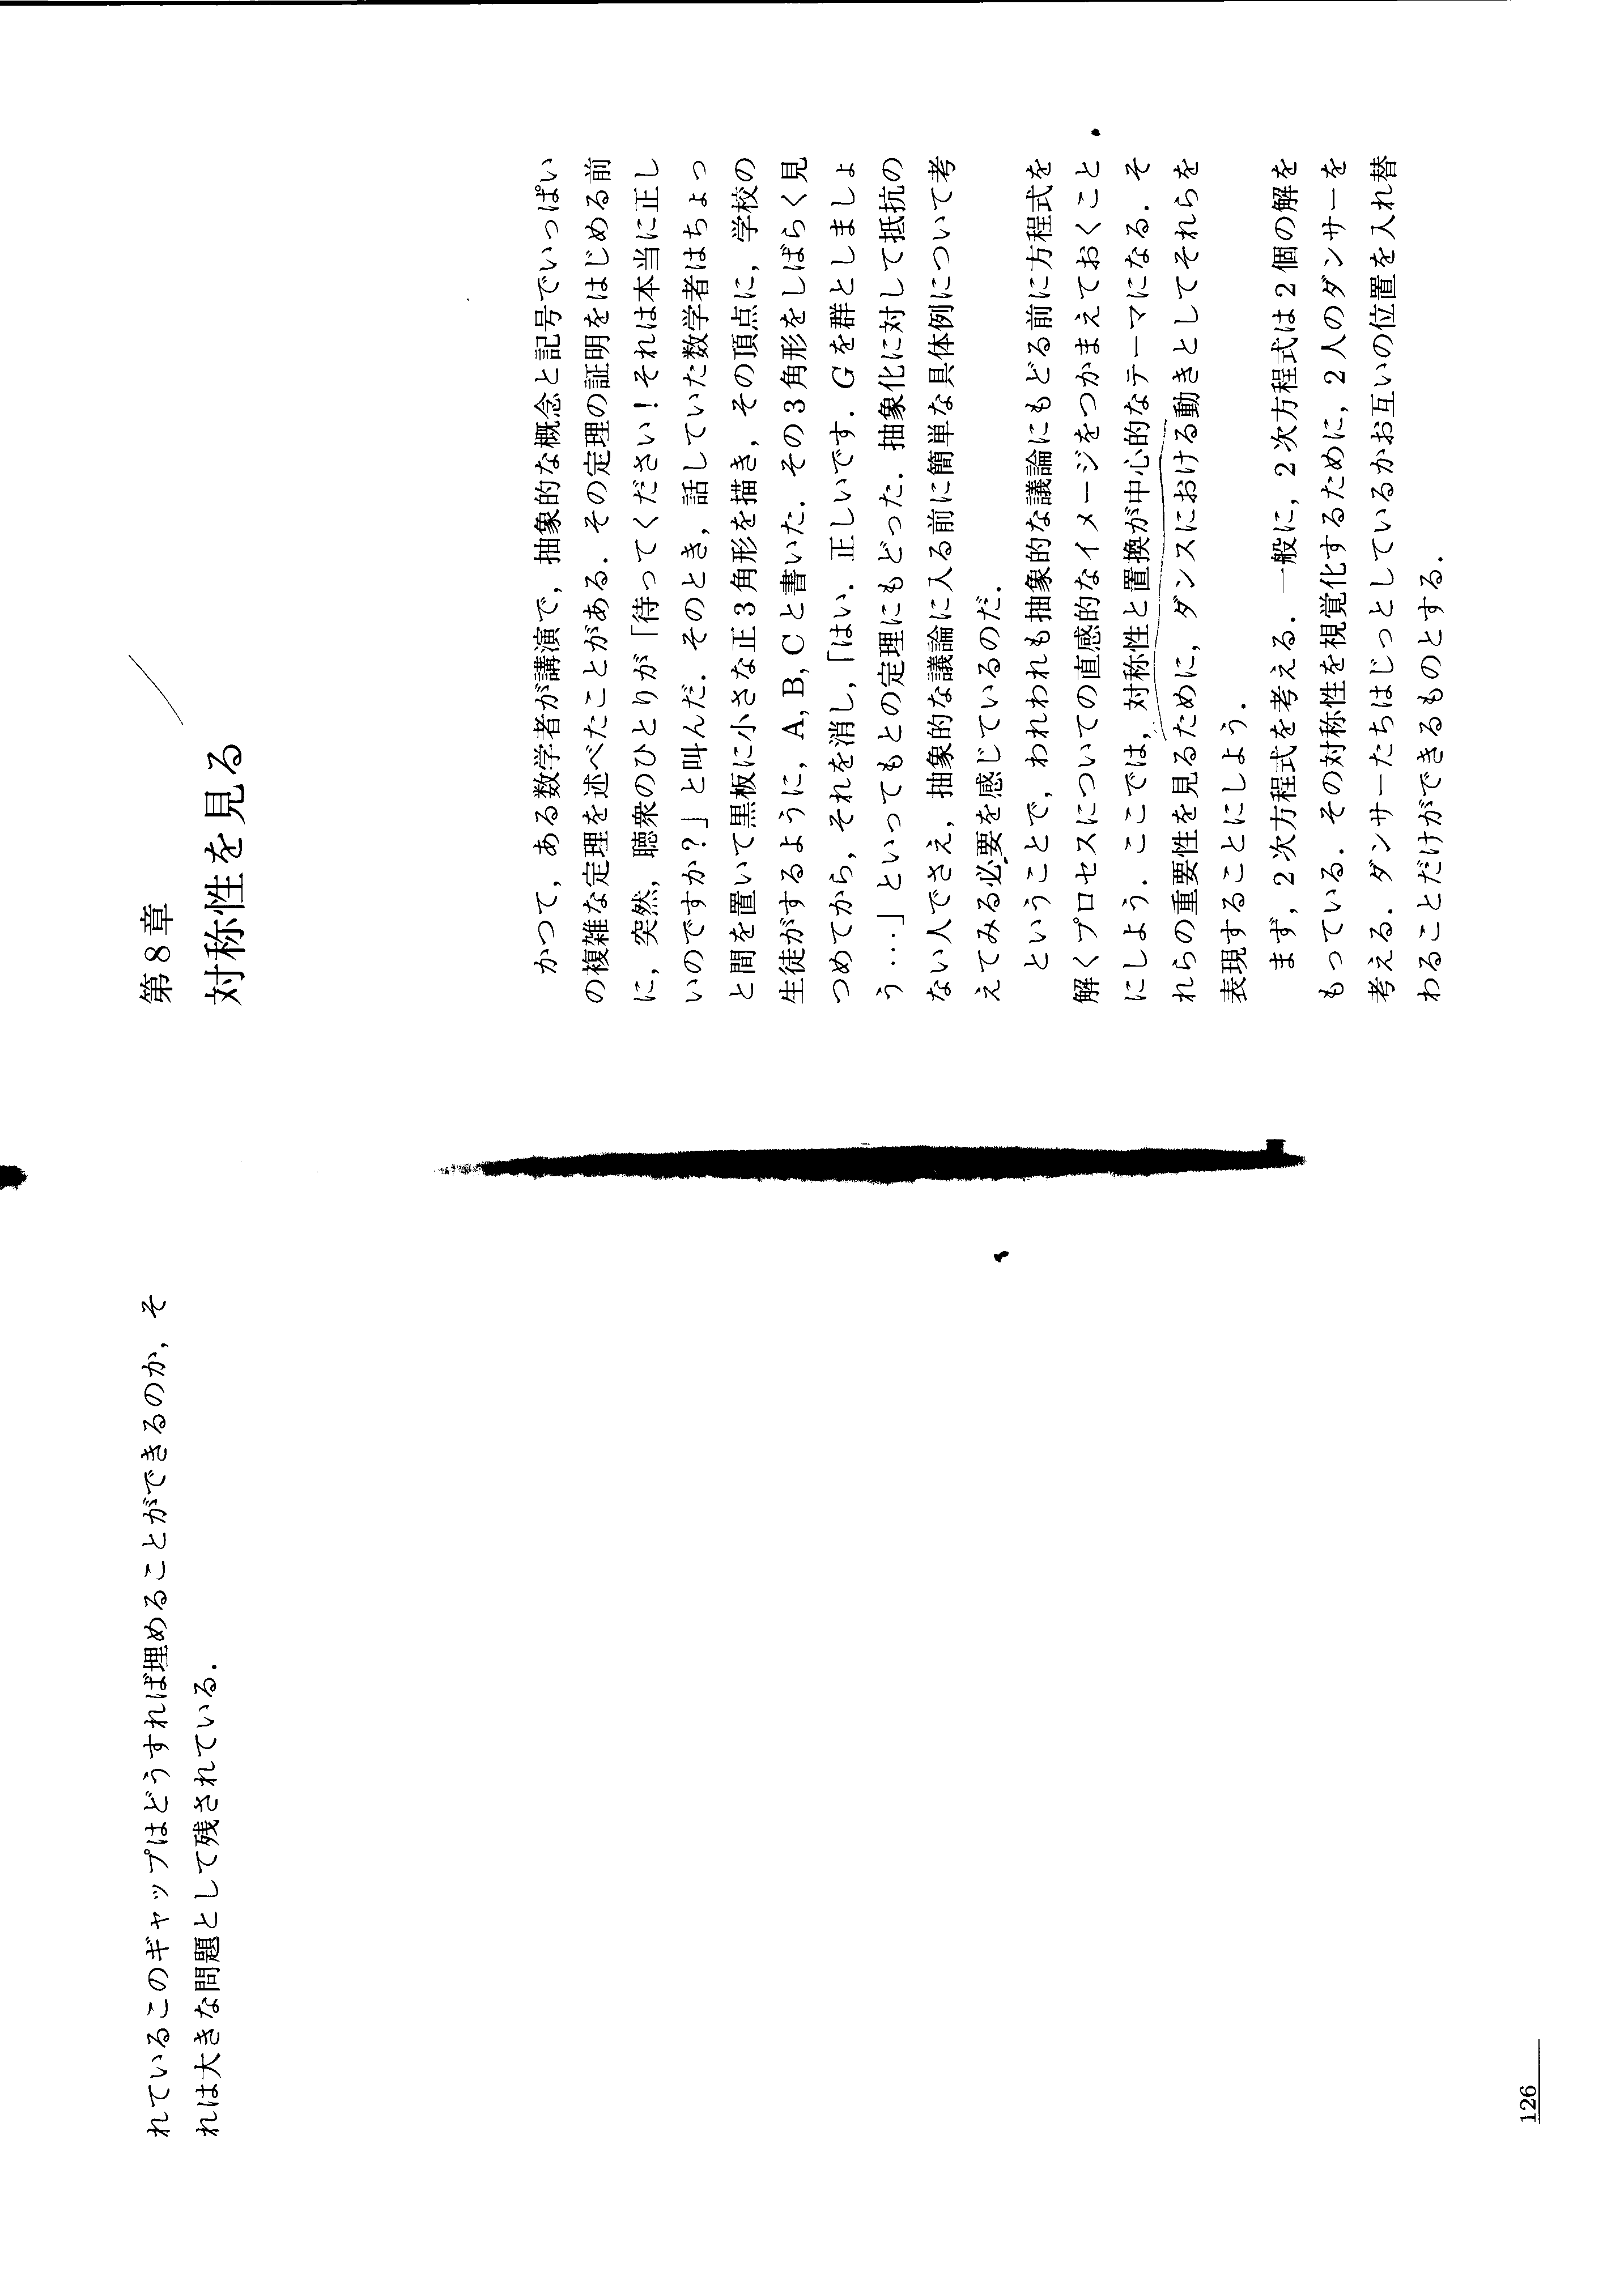 れているこのギャップはどうすれば埋めることができるのか，そ
れは大きな問題として残されている．
126
第8章
対称性を見る
かつて，ある数学者が講演で，抽象的な概念と記号でいっぱい
の複雑な定理を述べたことがある．その定理の証明をはじめる前
に，突然，聴衆のひとりが「待ってください！それは本当に正し
いのですか？」と叫んだ．そのとき，話していた数学者はちょっ
と間を置いて黒板に小さな正3角形を描き，その頂点に，学校の
生徒がするように，A, B, C と書いた．その3角形をしばらく見
つめてから，それを消し，「はい．正しいです．Gを群としましょ
う…」といってもとの定理にもどった．抽象化に対して抵抗の
ない人でさえ，抽象的な議論に入る前に簡単な具体例について考
えてみる必要を感じているのだ．
ということで，われわれも抽象的な議論にもどる前に方程式を
解くプロセスについての直感的なイメージをつかまえておくこと
にしよう．ここでは，対称性と置換が中心的なテーマになる．そ
れらの重要性を見るために，ダンスにおける動きとしてそれらを
表現することにしよう．
まず，2次方程式を考える．一般に，2次方程式は2個の解を
もっている．その対称性を視覚化するために，2人のダンサーを
考える．ダンサーたちはじっとしているかお互いの位置を入れ替
わることだけができるものとする．